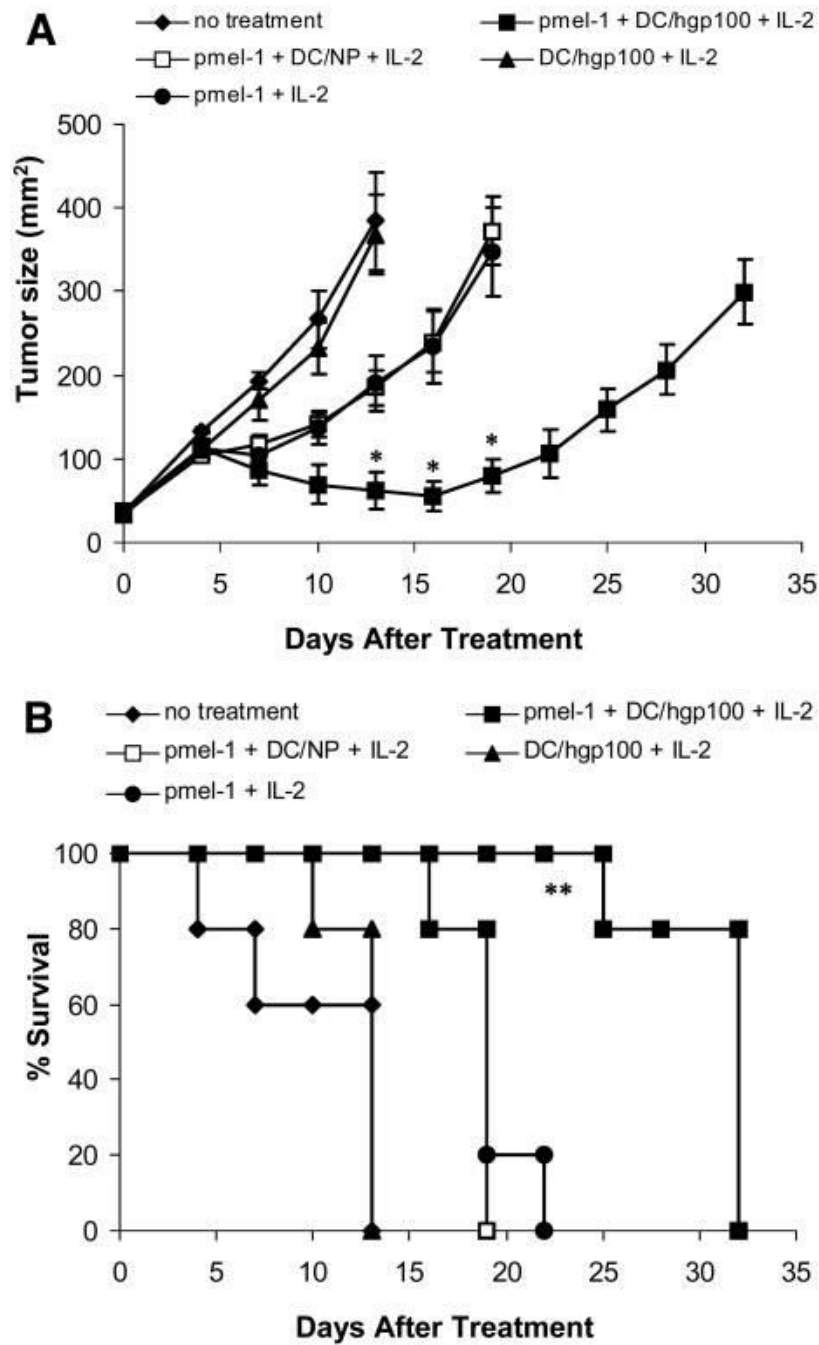 A
no treatment
pmel-1 + DC/hgp100 + IL-2
pmel-1 + DC/NP + IL-2
DC/hgp100 + IL-2
pmel-1 + IL-2
500
400
300
200
100
0
Tumor size (mm²)
* * *
0 5 10 15 20 25 30 35
Days After Treatment
B
no treatment
pmel-1 + DC/hgp100 + IL-2
pmel-1 + DC/NP + IL-2
DC/hgp100 + IL-2
pmel-1 + IL-2
100
80
60
40
20
0
% Survival
**
0 5 10 15 20 25 30 35
Days After Treatment